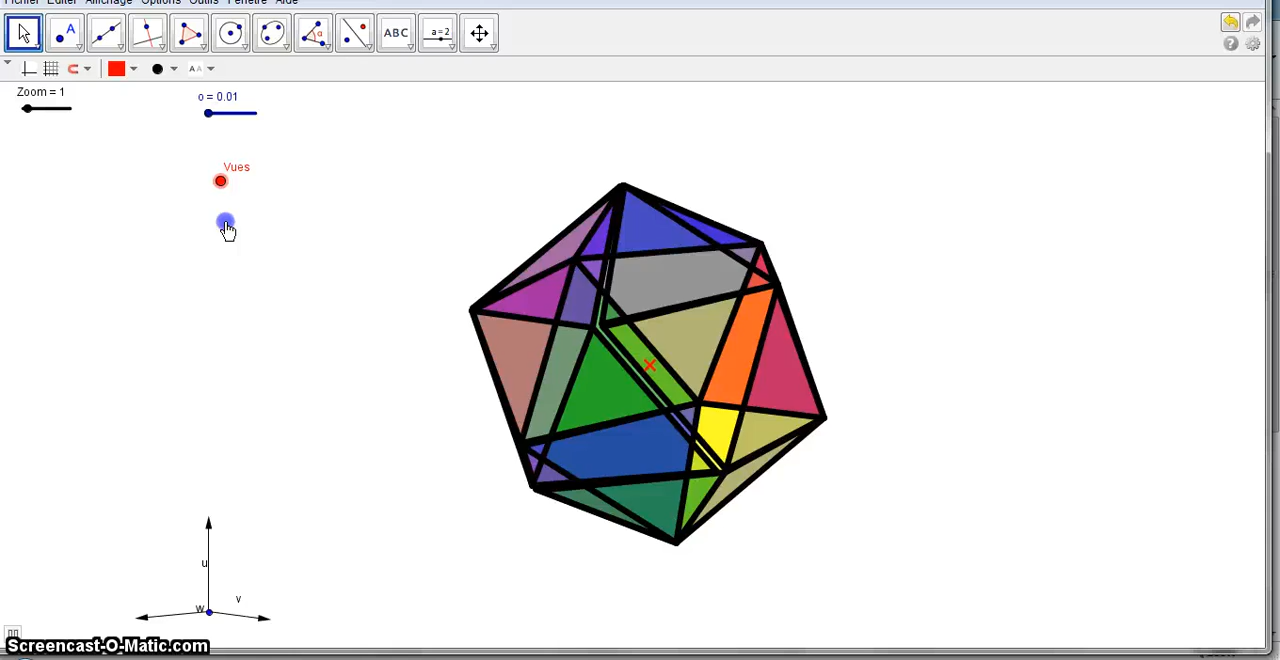 Fichier Editer Affichage Options Outils Fenêtre Aide
A
α
ABC
a=2
A A
?
Zoom = 1
o = 0.01
Vues
u
v
w
Screencast-O-Matic.com